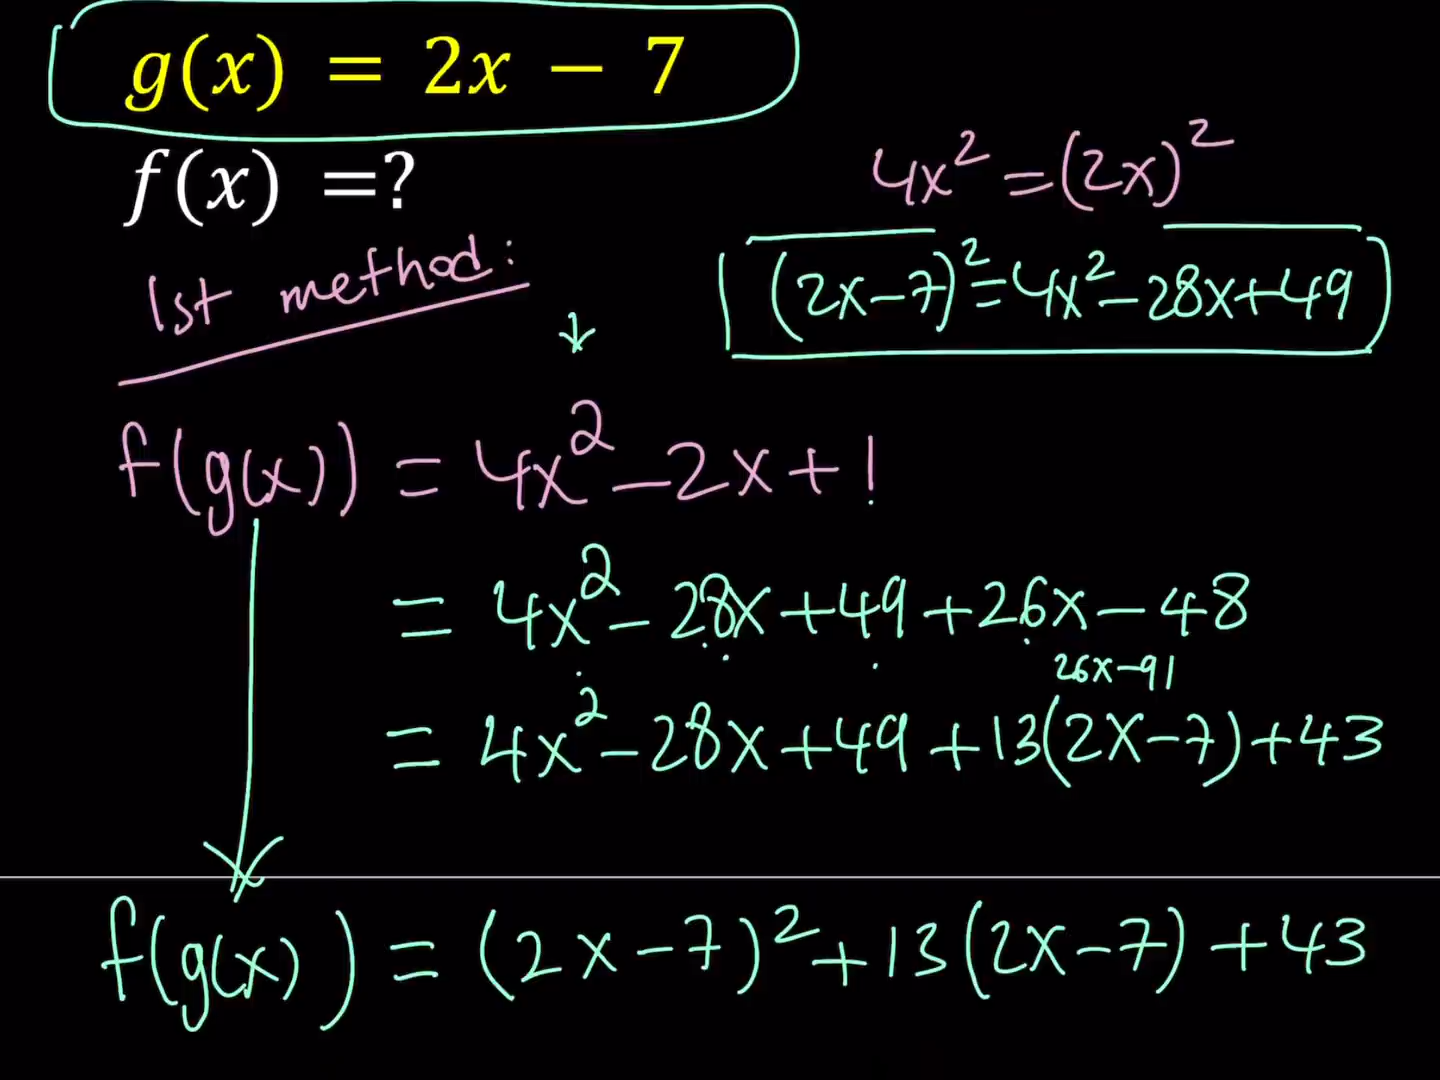 g(x) = 2x − 7
f(x) =?
4x² = (2x)²
1st method:
(2x−7)² = 4x² − 28x + 49
f(g(x)) = 4x² − 2x + 1
= 4x² − 28x + 49 + 26x − 48
26x−91
= 4x² − 28x + 49 + 13(2x−7) + 43
f(g(x)) = (2x−7)² + 13(2x−7) + 43